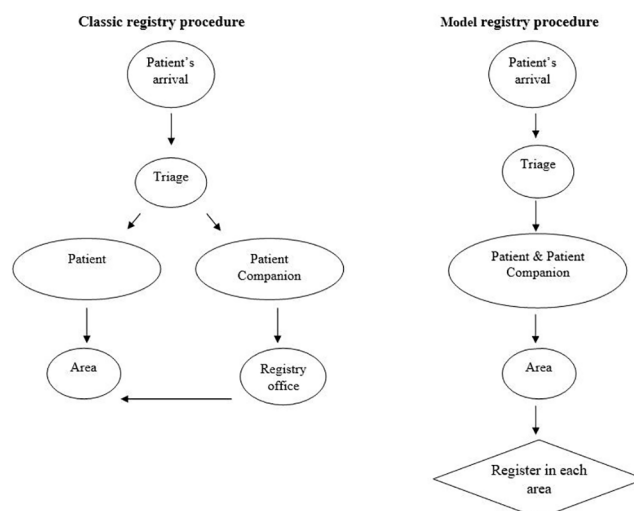 Classic registry procedure
Patient's
arrival
Triage
Patient
Patient
Companion
Area
Registry
office
Model registry procedure
Patient's
arrival
Triage
Patient & Patient
Companion
Area
Register in each
area